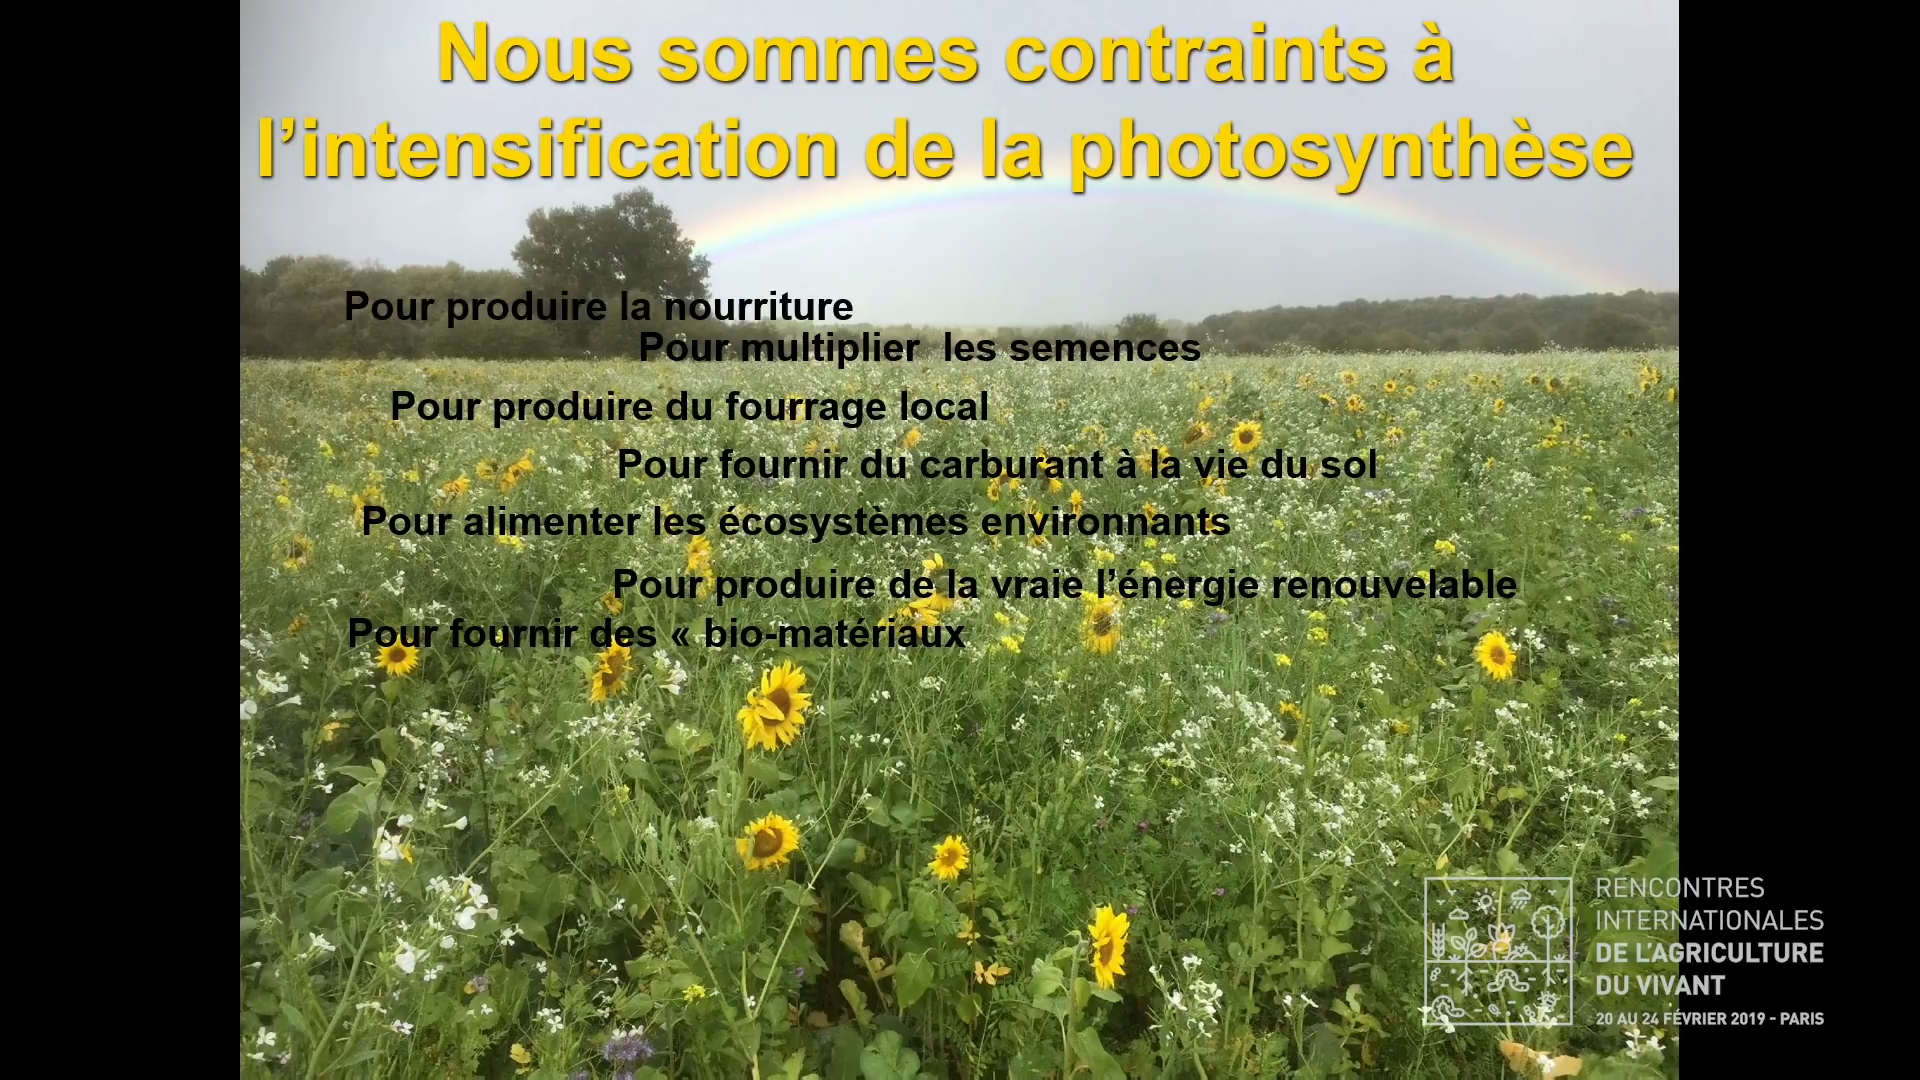 Nous sommes contraints à
l’intensification de la photosynthèse
Pour produire la nourriture
Pour multiplier  les semences
Pour produire du fourrage local
Pour fournir du carburant à la vie du sol
Pour alimenter les écosystèmes environnants
Pour produire de la vraie l’énergie renouvelable
Pour fournir des « bio-matériaux
RENCONTRES
INTERNATIONALES
DE L'AGRICULTURE
DU VIVANT
20 AU 24 FÉVRIER 2019 - PARIS